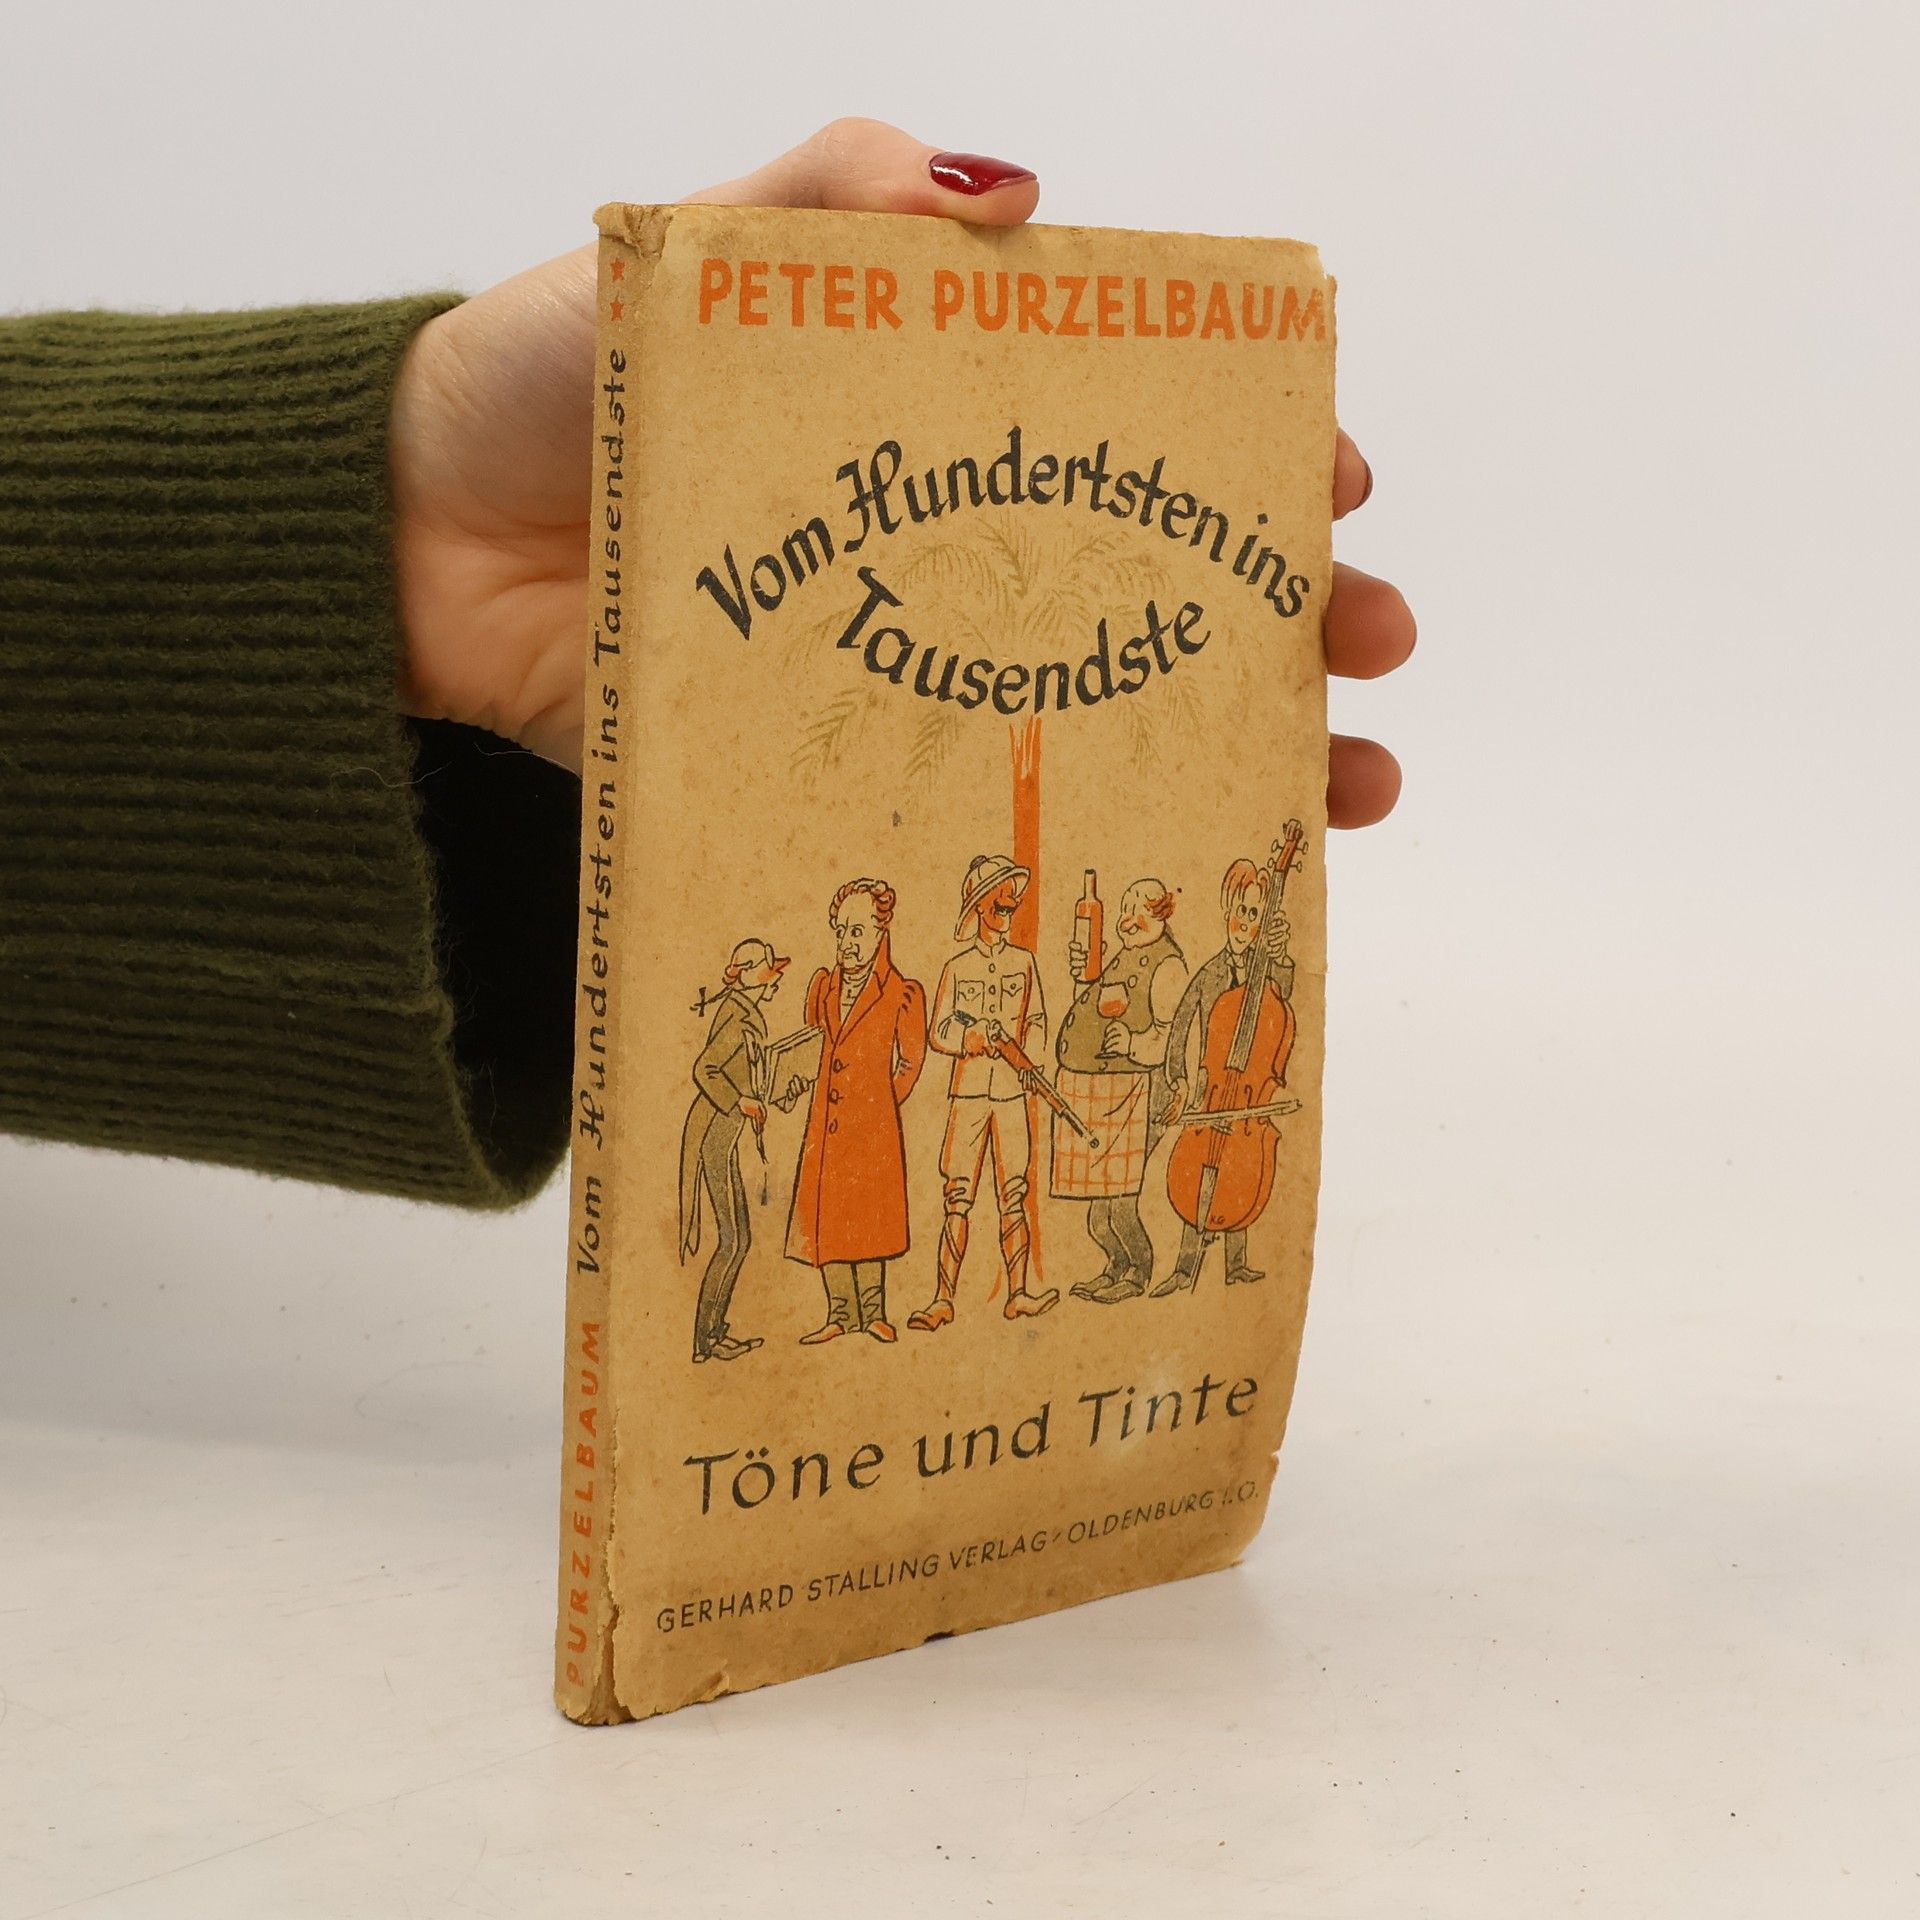 PETER PURZELBAUM
Vom Hundertsten ins
Tausendste
Töne und Tinte
GERHARD STALLING VERLAG, OLDENBURG I.O.
PURZELBAUM Vom Hundertsten ins Tausendste **